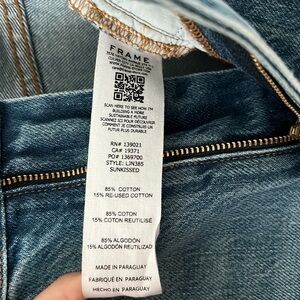 FRAME
SCAN HERE TO SEE HOW I'M
BUILDING A MORE
SUSTAINABLE FUTURE
SCANNEZ ICI POUR DÉCOUVRIR
COMMENT JE CONSTRUIS UN
FUTUR PLUS DURABLE
RN# 139021
CA# 19371
PO# 1369700
STYLE: LJN385
SUNKISSED
85% COTTON
15% RE-USED COTTON
85% COTON
15% COTON REUTILISÉ
85% ALGODÓN
15% ALGODÓN REUTILIZAD
MADE IN PARAGUAY
FABRIQUÉ EN PARAGUAY
HECHO EN PARAGUAY